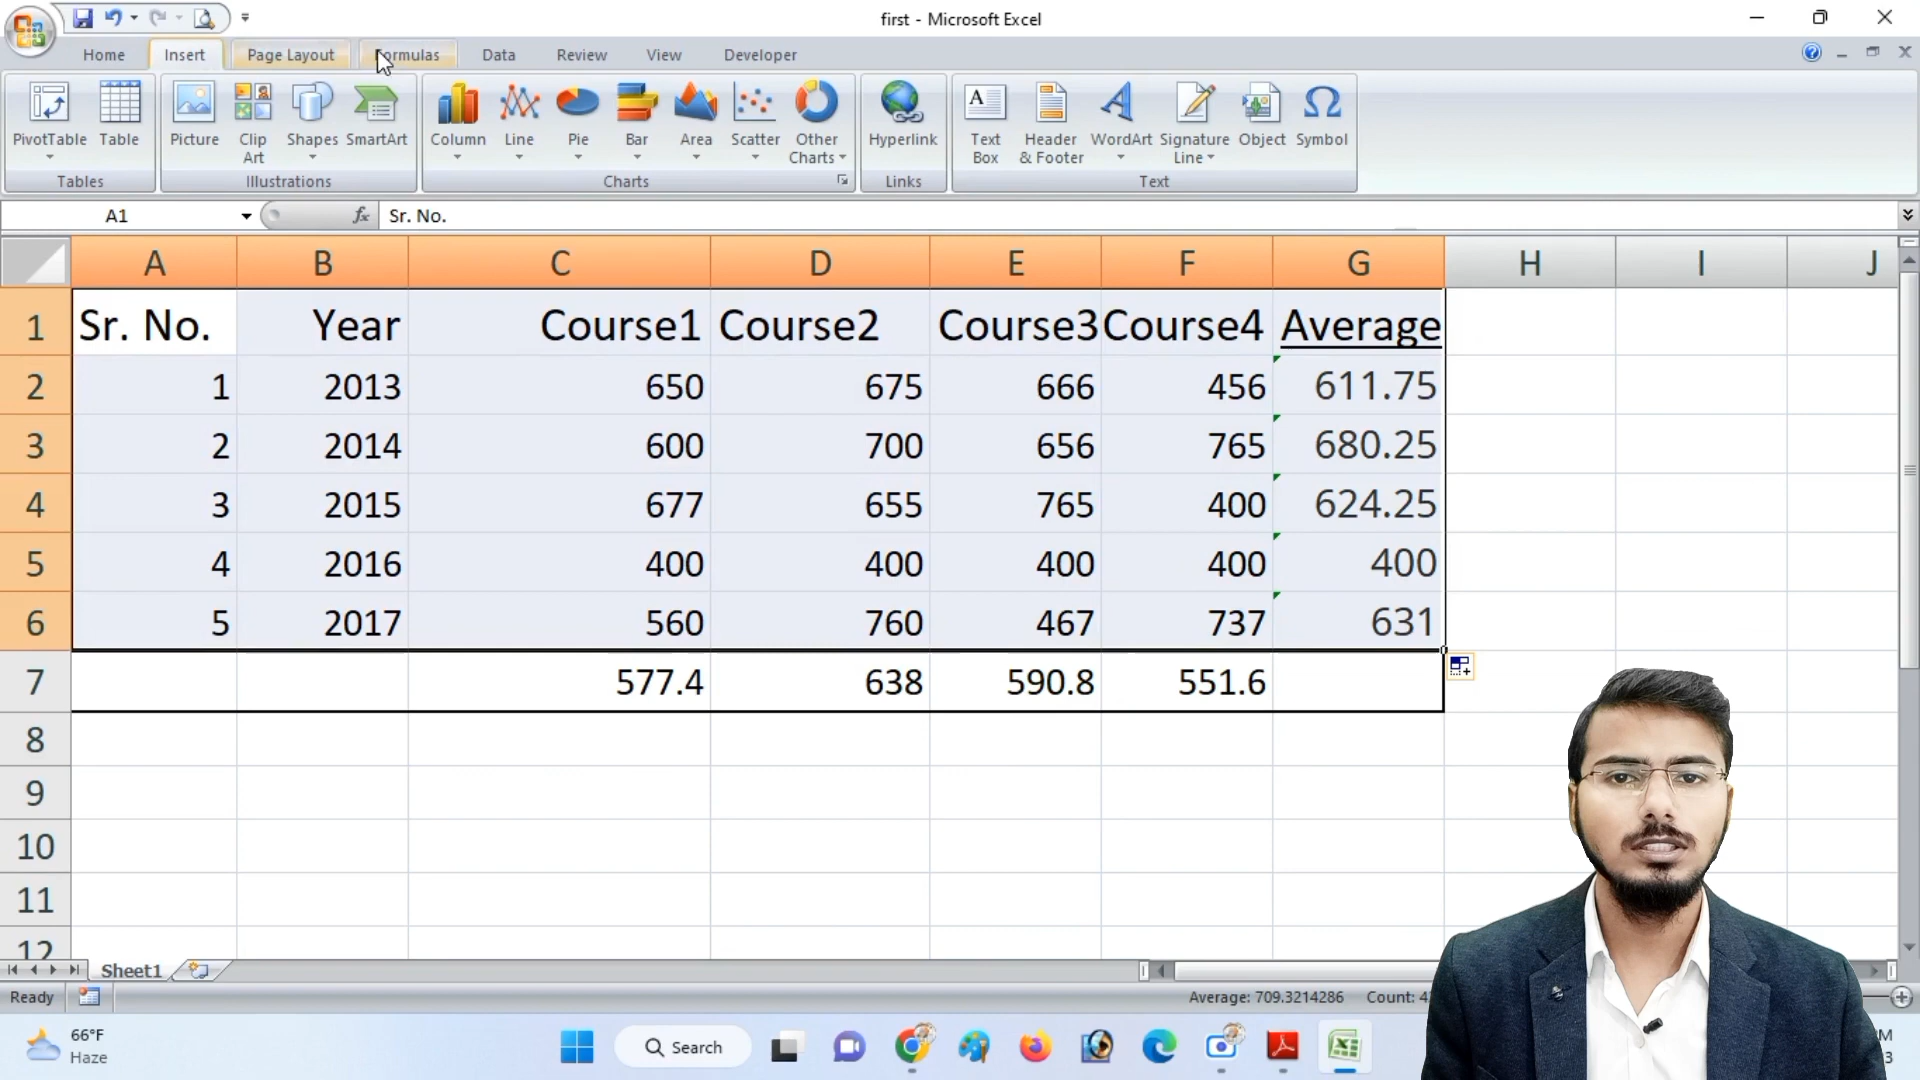 first - Microsoft Excel
Home Insert Page Layout Formulas Data Review View Developer
PivotTable Table Picture Clip Art Shapes SmartArt Column Line Pie Bar Area Scatter Other Charts Hyperlink Text Box Header & Footer WordArt Signature Line Object Symbol
Tables Illustrations Charts Links Text
A1 fx Sr. No.
A B C D E F G H I J
1 Sr. No. Year Course1 Course2 Course3 Course4 Average
2 1 2013 650 675 666 456 611.75
3 2 2014 600 700 656 765 680.25
4 3 2015 677 655 765 400 624.25
5 4 2016 400 400 400 400 400
6 5 2017 560 760 467 737 631
7 577.4 638 590.8 551.6
8
9
10
11
12
Sheet1
Ready Average: 709.3214286 Count: 4
66°F
Haze
Search